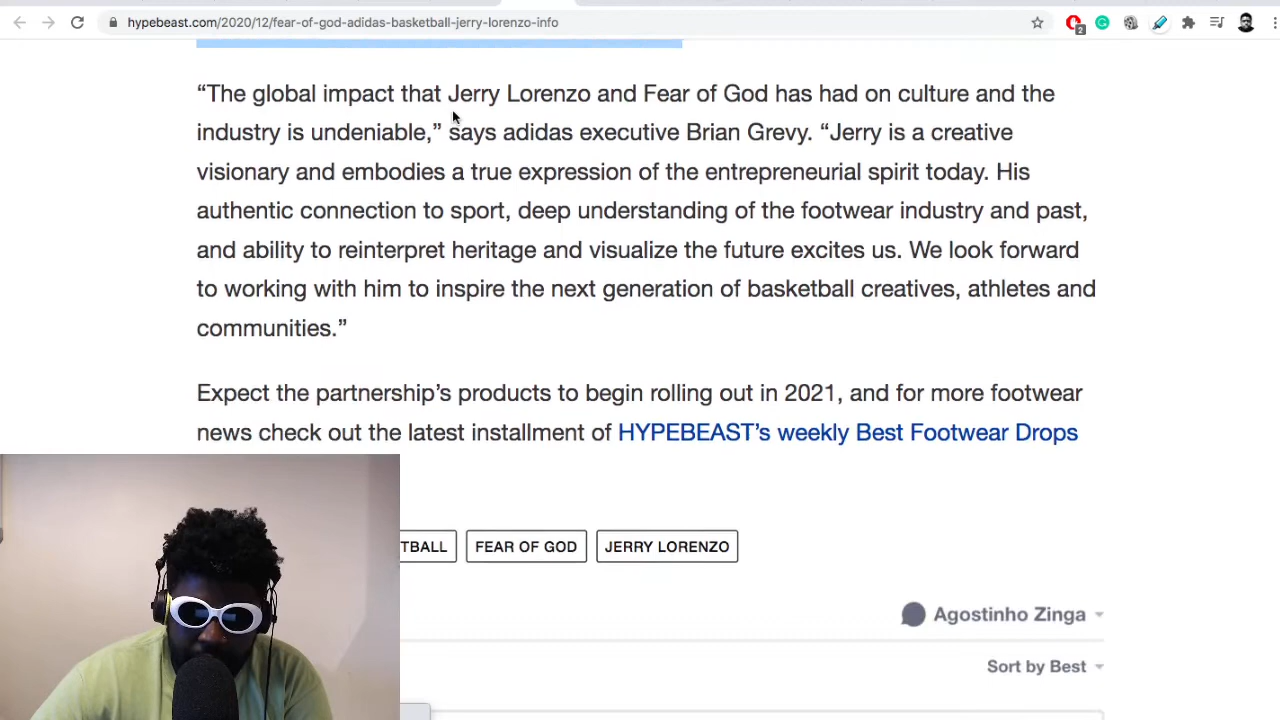 hypebeast.com/2020/12/fear-of-god-adidas-basketball-jerry-lorenzo-info
2
“The global impact that Jerry Lorenzo and Fear of God has had on culture and the
industry is undeniable,” says adidas executive Brian Grevy. “Jerry is a creative
visionary and embodies a true expression of the entrepreneurial spirit today. His
authentic connection to sport, deep understanding of the footwear industry and past,
and ability to reinterpret heritage and visualize the future excites us. We look forward
to working with him to inspire the next generation of basketball creatives, athletes and
communities.”
Expect the partnership’s products to begin rolling out in 2021, and for more footwear
news check out the latest installment of HYPEBEAST’s weekly Best Footwear Drops
TBALL
FEAR OF GOD
JERRY LORENZO
Agostinho Zinga
Sort by Best